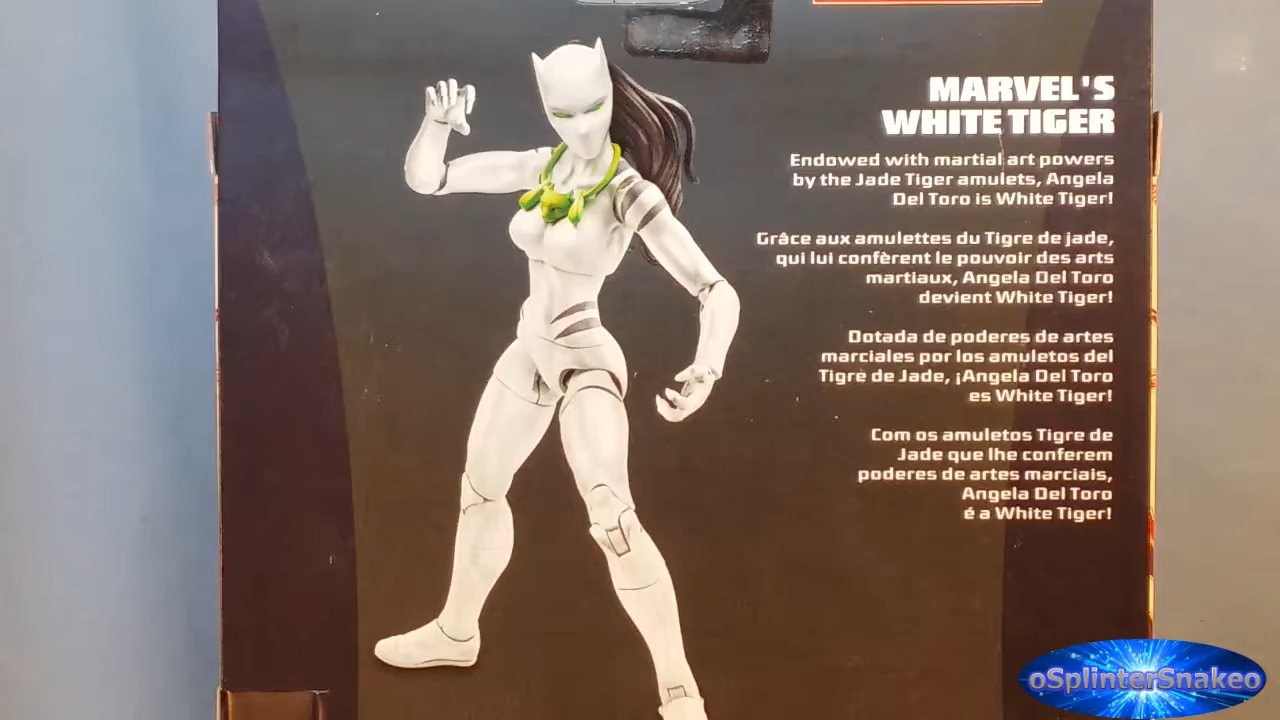 MARVEL'S
WHITE TIGER
Endowed with martial art powers
by the Jade Tiger amulets, Angela
Del Toro is White Tiger!
Grâce aux amulettes du Tigre de jade,
qui lui confèrent le pouvoir des arts
martiaux, Angela Del Toro
devient White Tiger!
Dotada de poderes de artes
marciales por los amuletos del
Tigre de Jade, ¡Angela Del Toro
es White Tiger!
Com os amuletos Tigre de
Jade que lhe conferem
poderes de artes marciais,
Angela Del Toro
é a White Tiger!
oSplinterSnakeo